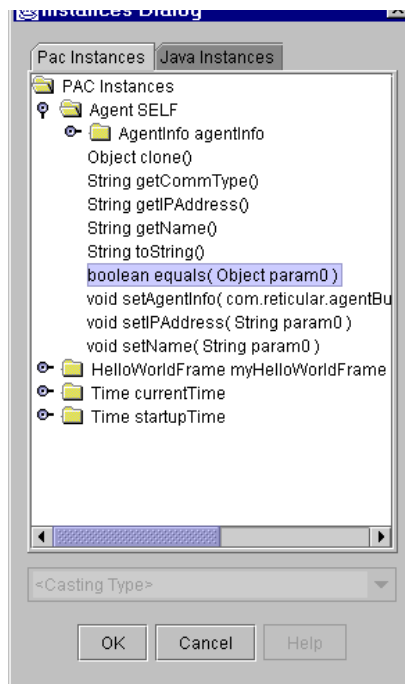 Instances Dialog
Pac Instances Java Instances
PAC Instances
Agent SELF
AgentInfo agentInfo
Object clone()
String getCommType()
String getIPAddress()
String getName()
String toString()
boolean equals( Object param0 )
void setAgentInfo( com.reticular.agentBu
void setIPAddress( String param0 )
void setName( String param0 )
HelloWorldFrame myHelloWorldFrame
Time currentTime
Time startupTime
<Casting Type>
OK Cancel Help